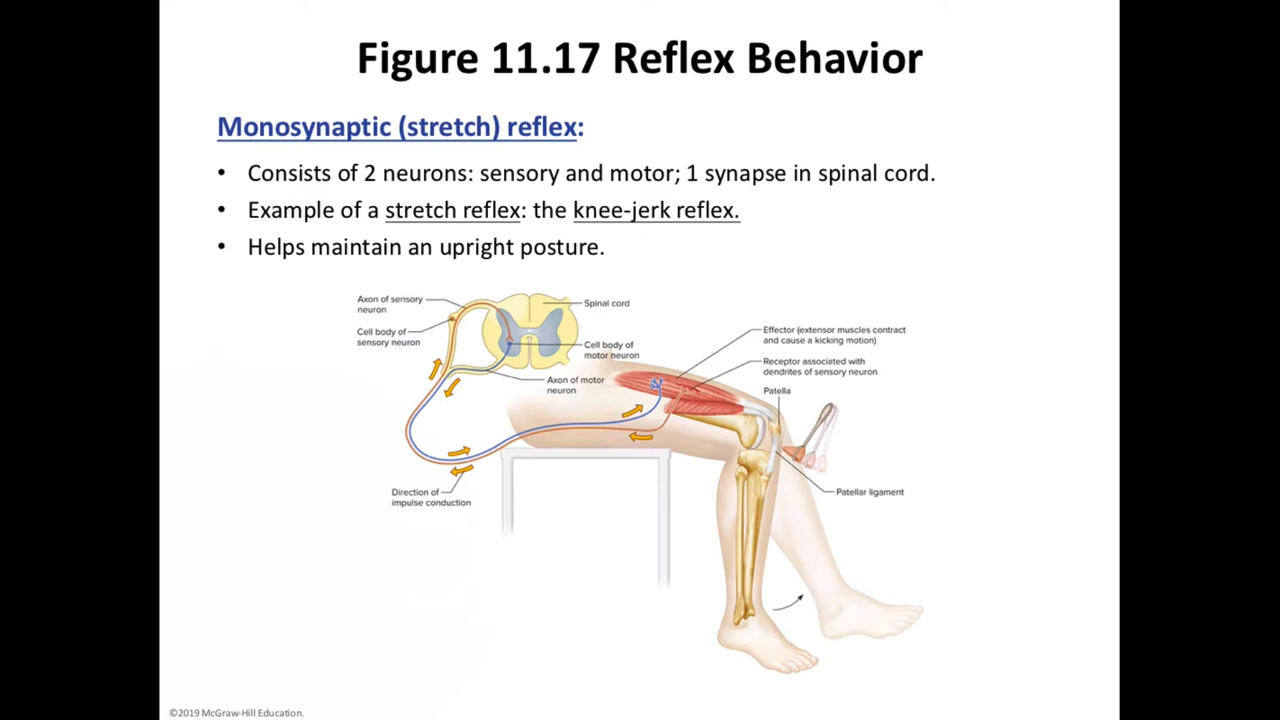 Figure 11.17 Reflex Behavior
Monosynaptic (stretch) reflex:
• Consists of 2 neurons: sensory and motor; 1 synapse in spinal cord.
• Example of a stretch reflex: the knee-jerk reflex.
• Helps maintain an upright posture.
Axon of sensory
neuron
Cell body of
sensory neuron
Spinal cord
Cell body of
motor neuron
Axon of motor
neuron
Effector (extensor muscles contract
and cause a kicking motion)
Receptor associated with
dendrites of sensory neuron
Patella
Patellar ligament
Direction of
impulse conduction
©2019 McGraw-Hill Education.